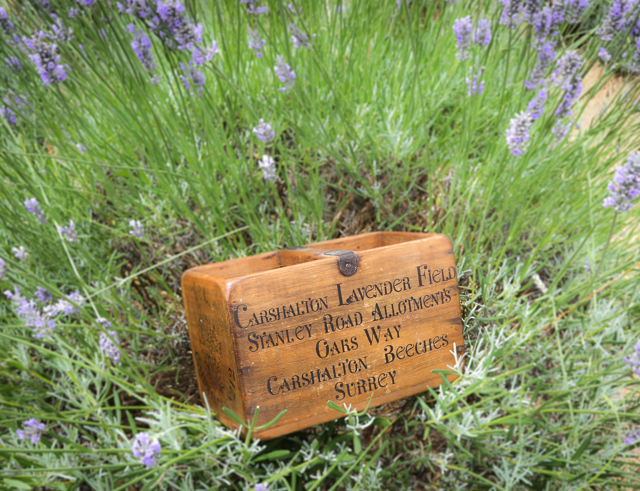 Carshalton Lavender Field
Stanley Road Allotments
Oaks Way
Carshalton Beeches
Surrey